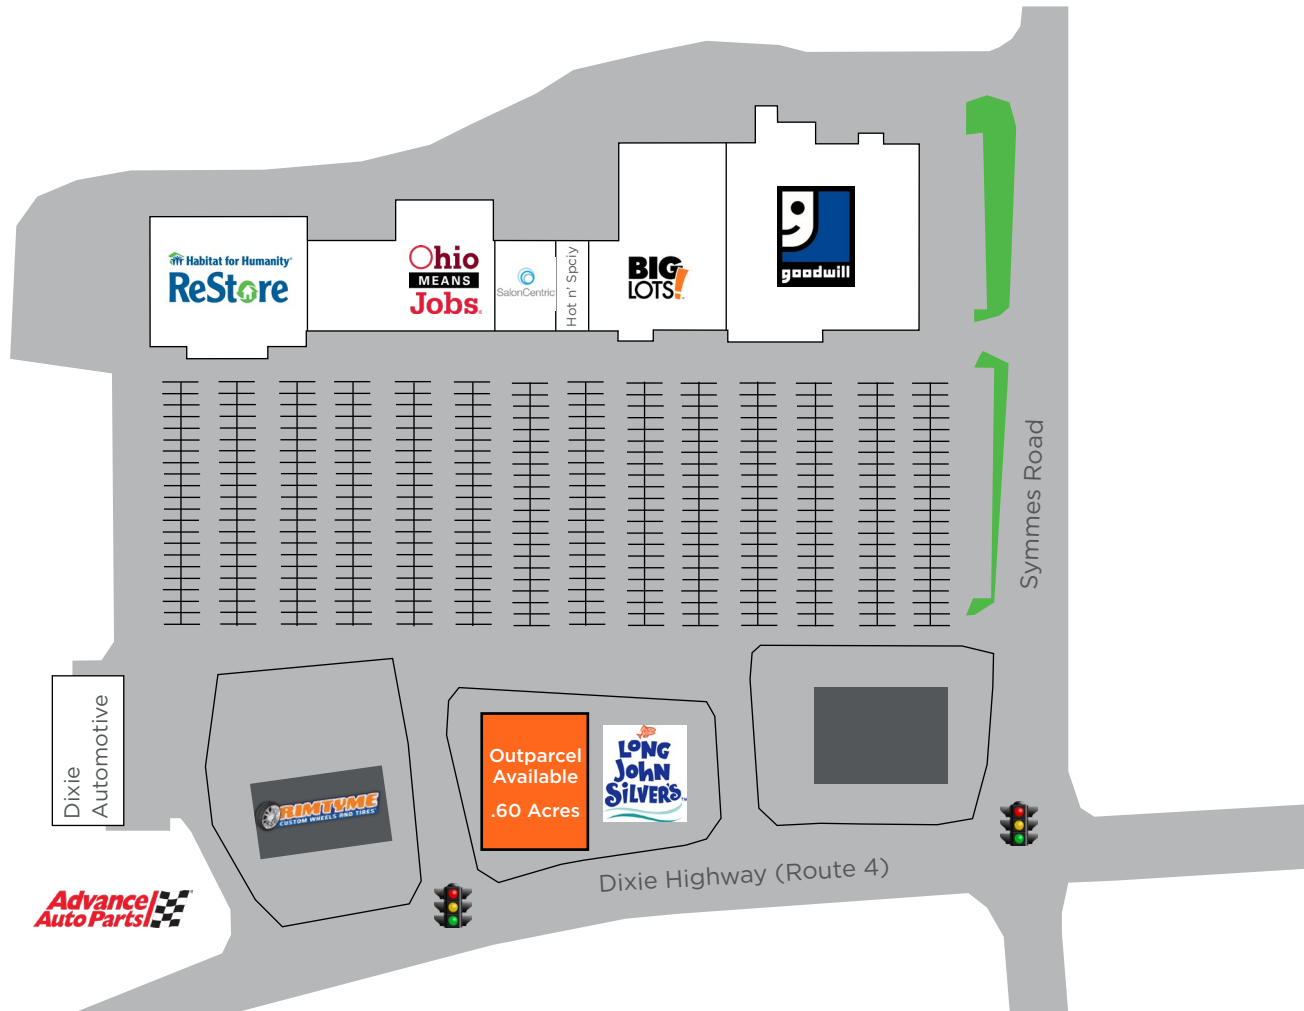 Habitat for Humanity®
ReStore
Ohio
MEANS
Jobs
SalonCentric
Hot n' Spciy
BIG
LOTS!
goodwill
Symmes Road
Dixie
Automotive
RIMTYME
CUSTOM WHEELS AND TIRES
Outparcel
Available
.60 Acres
LONG
JOHN
SILVER'S™
Dixie Highway (Route 4)
Advance
Auto Parts